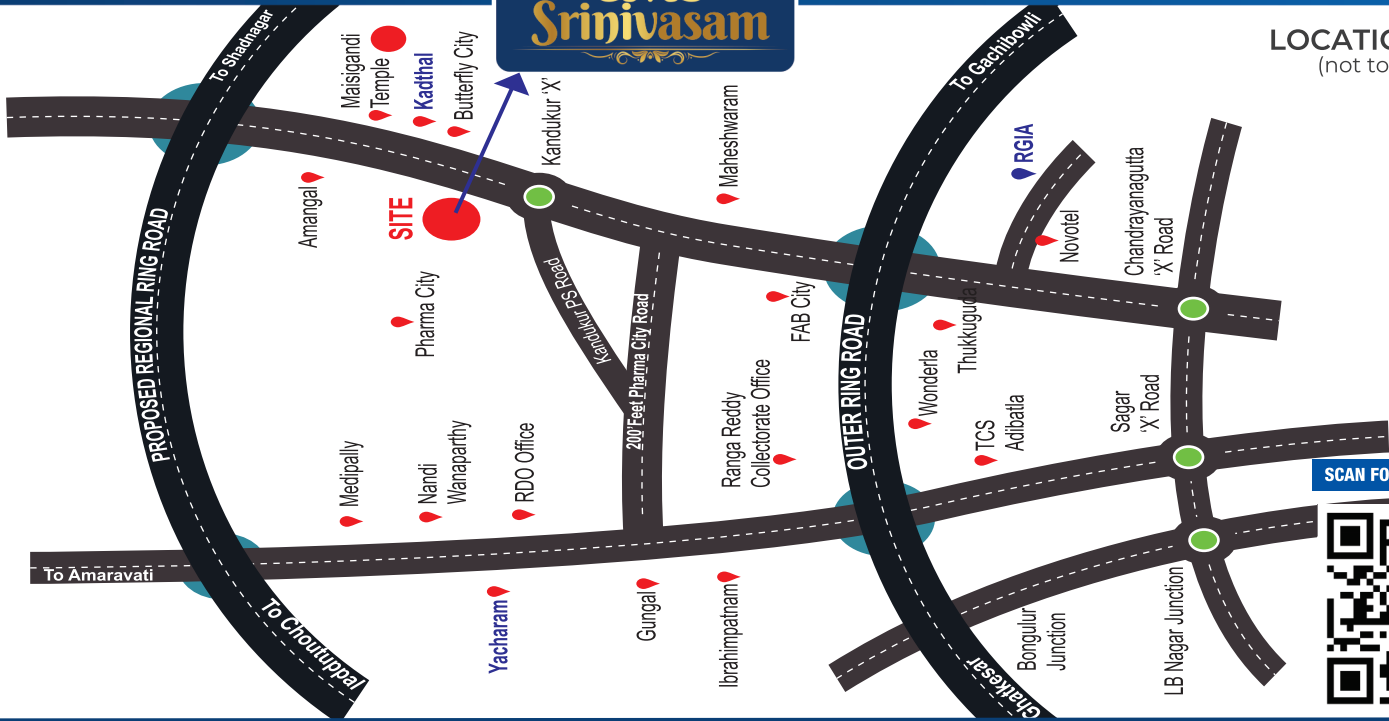 Srinivasam
LOCATIO
(not to
To Shadnagar
Maisigandi
Temple
Kadthal
Butterfly City
Kandukur 'X'
Maheshwaram
To Gachibowli
RGIA
Novotel
Chandrayanagutta
'X' Road
Amangal
SITE
PROPOSED REGIONAL RING ROAD
Pharma City
Kandukur PS Road
200'Feet Pharma City Road
FAB City
OUTER RING ROAD
Thukkuguda
Wonderla
Ranga Reddy
Collectorate Office
TCS
Adibatla
Sagar
'X' Road
Medipally
Nandi
Wanaparthy
RDO Office
SCAN FO
To Amaravati
To Choutuppal
Yacharam
Gungal
Ibrahimpatnam
Bongulur
Junction
LB Nagar Junction
Ghatkesar